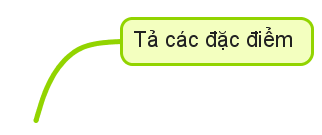 Tả các đặc điểm